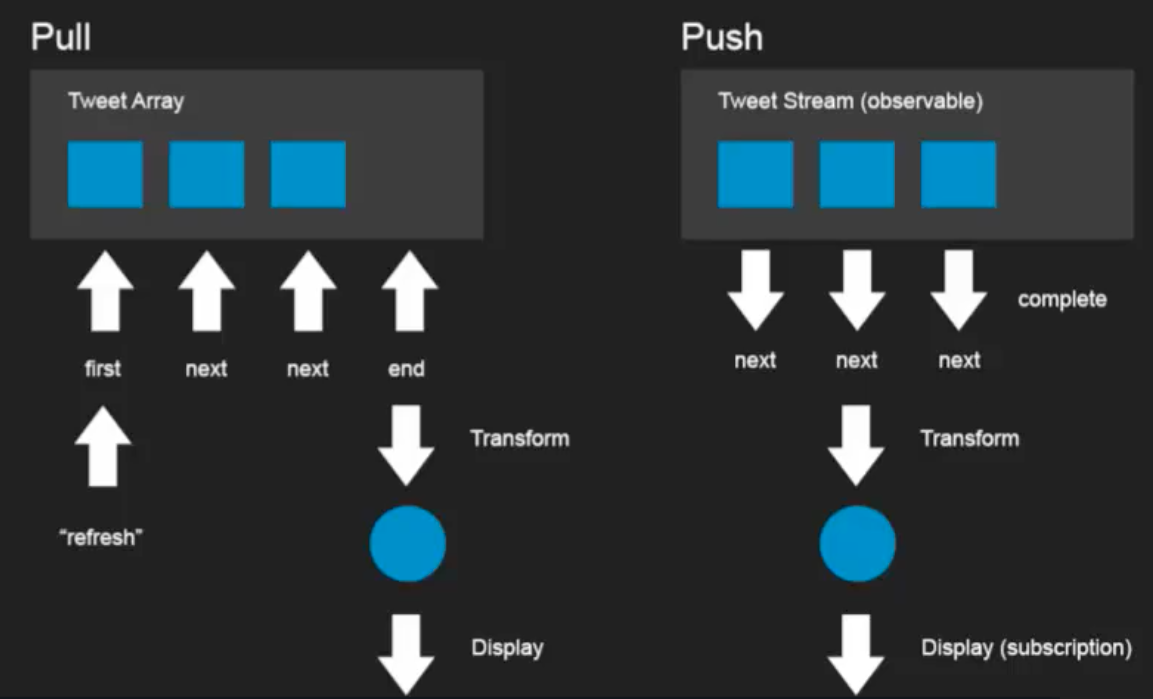 Pull
Tweet Array
first
next
next
end
Transform
“refresh”
Display
Push
Tweet Stream (observable)
complete
next
next
next
Transform
Display (subscription)